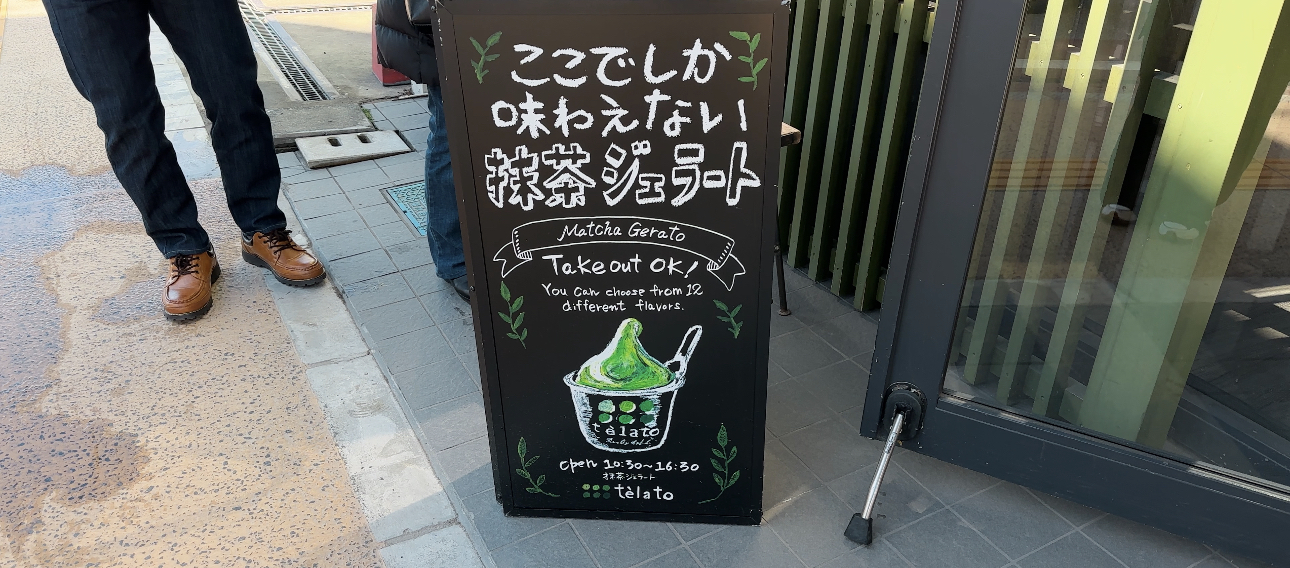 ここでしか
味わえない
抹茶ジェラート
Matcha Gerato
Take out OK!
You can choose from 12
different flavors.
tèlato
Open 10:30~16:30
抹茶ジェラート
tèlato